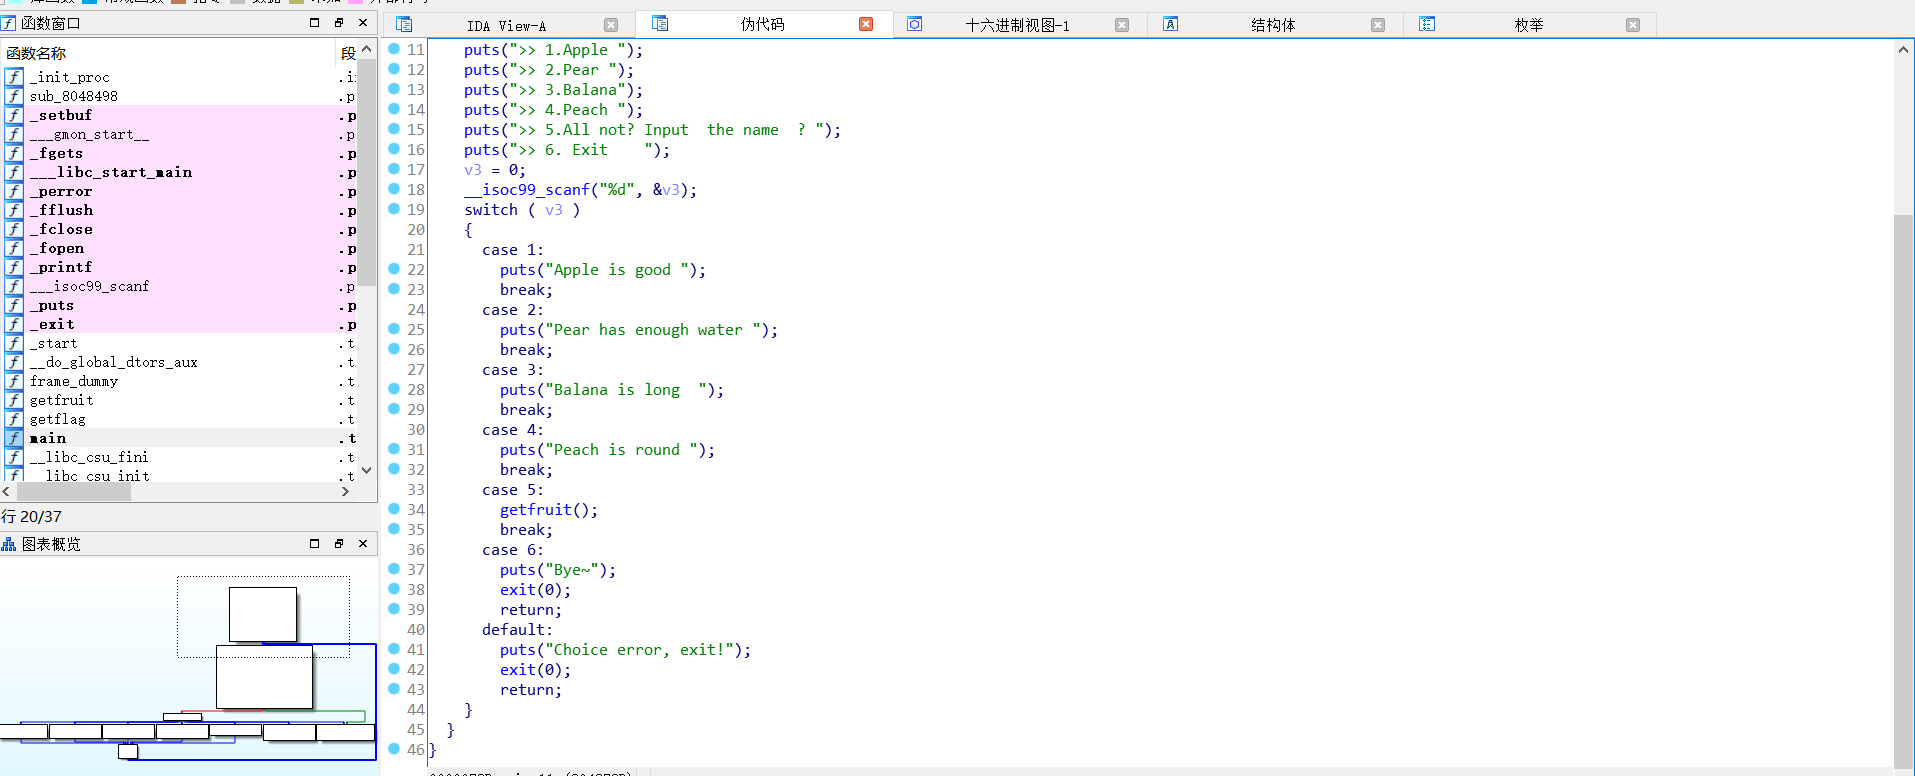 函数窗口
函数名称 段
_init_proc .i
sub_8048498 .p
_setbuf .p
___gmon_start__ .p
_fgets .p
___libc_start_main .p
_perror .p
_fflush .p
_fclose .p
_fopen .p
_printf .p
___isoc99_scanf .p
_puts .p
_exit .p
_start .t
__do_global_dtors_aux .t
frame_dummy .t
getfruit .t
getflag .t
main .t
__libc_csu_fini .t
__libc_csu_init .t
行 20/37
图表概览
IDA View-A 伪代码 十六进制视图-1 结构体 枚举
11 puts(">> 1.Apple ");
12 puts(">> 2.Pear ");
13 puts(">> 3.Balana");
14 puts(">> 4.Peach ");
15 puts(">> 5.All not? Input  the name  ? ");
16 puts(">> 6. Exit    ");
17 v3 = 0;
18 __isoc99_scanf("%d", &v3);
19 switch ( v3 )
20 {
21 case 1:
22 puts("Apple is good ");
23 break;
24 case 2:
25 puts("Pear has enough water ");
26 break;
27 case 3:
28 puts("Balana is long  ");
29 break;
30 case 4:
31 puts("Peach is round ");
32 break;
33 case 5:
34 getfruit();
35 break;
36 case 6:
37 puts("Bye~");
38 exit(0);
39 return;
40 default:
41 puts("Choice error, exit!");
42 exit(0);
43 return;
44 }
45 }
46 }